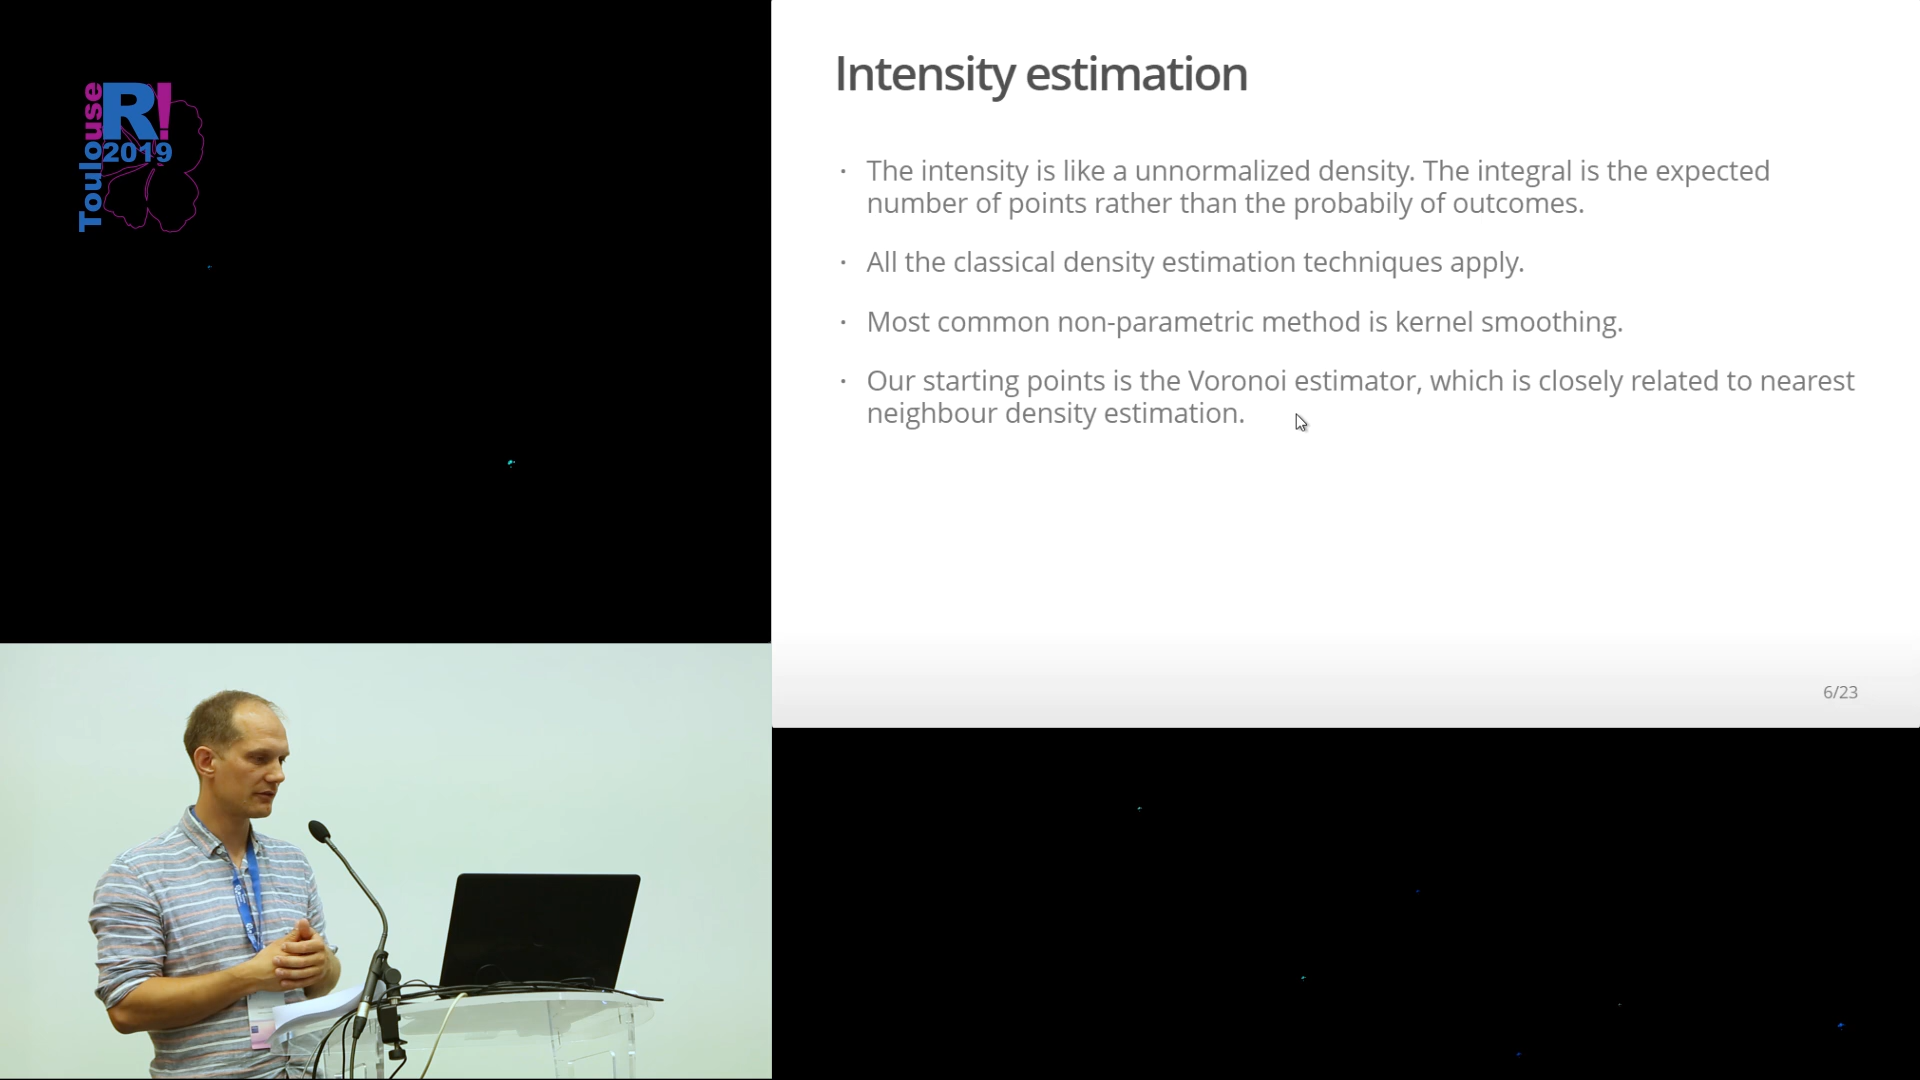 Toulouse
R!
2019
Intensity estimation
· The intensity is like a unnormalized density. The integral is the expected
number of points rather than the probabily of outcomes.
· All the classical density estimation techniques apply.
· Most common non-parametric method is kernel smoothing.
· Our starting points is the Voronoi estimator, which is closely related to nearest
neighbour density estimation.
6/23